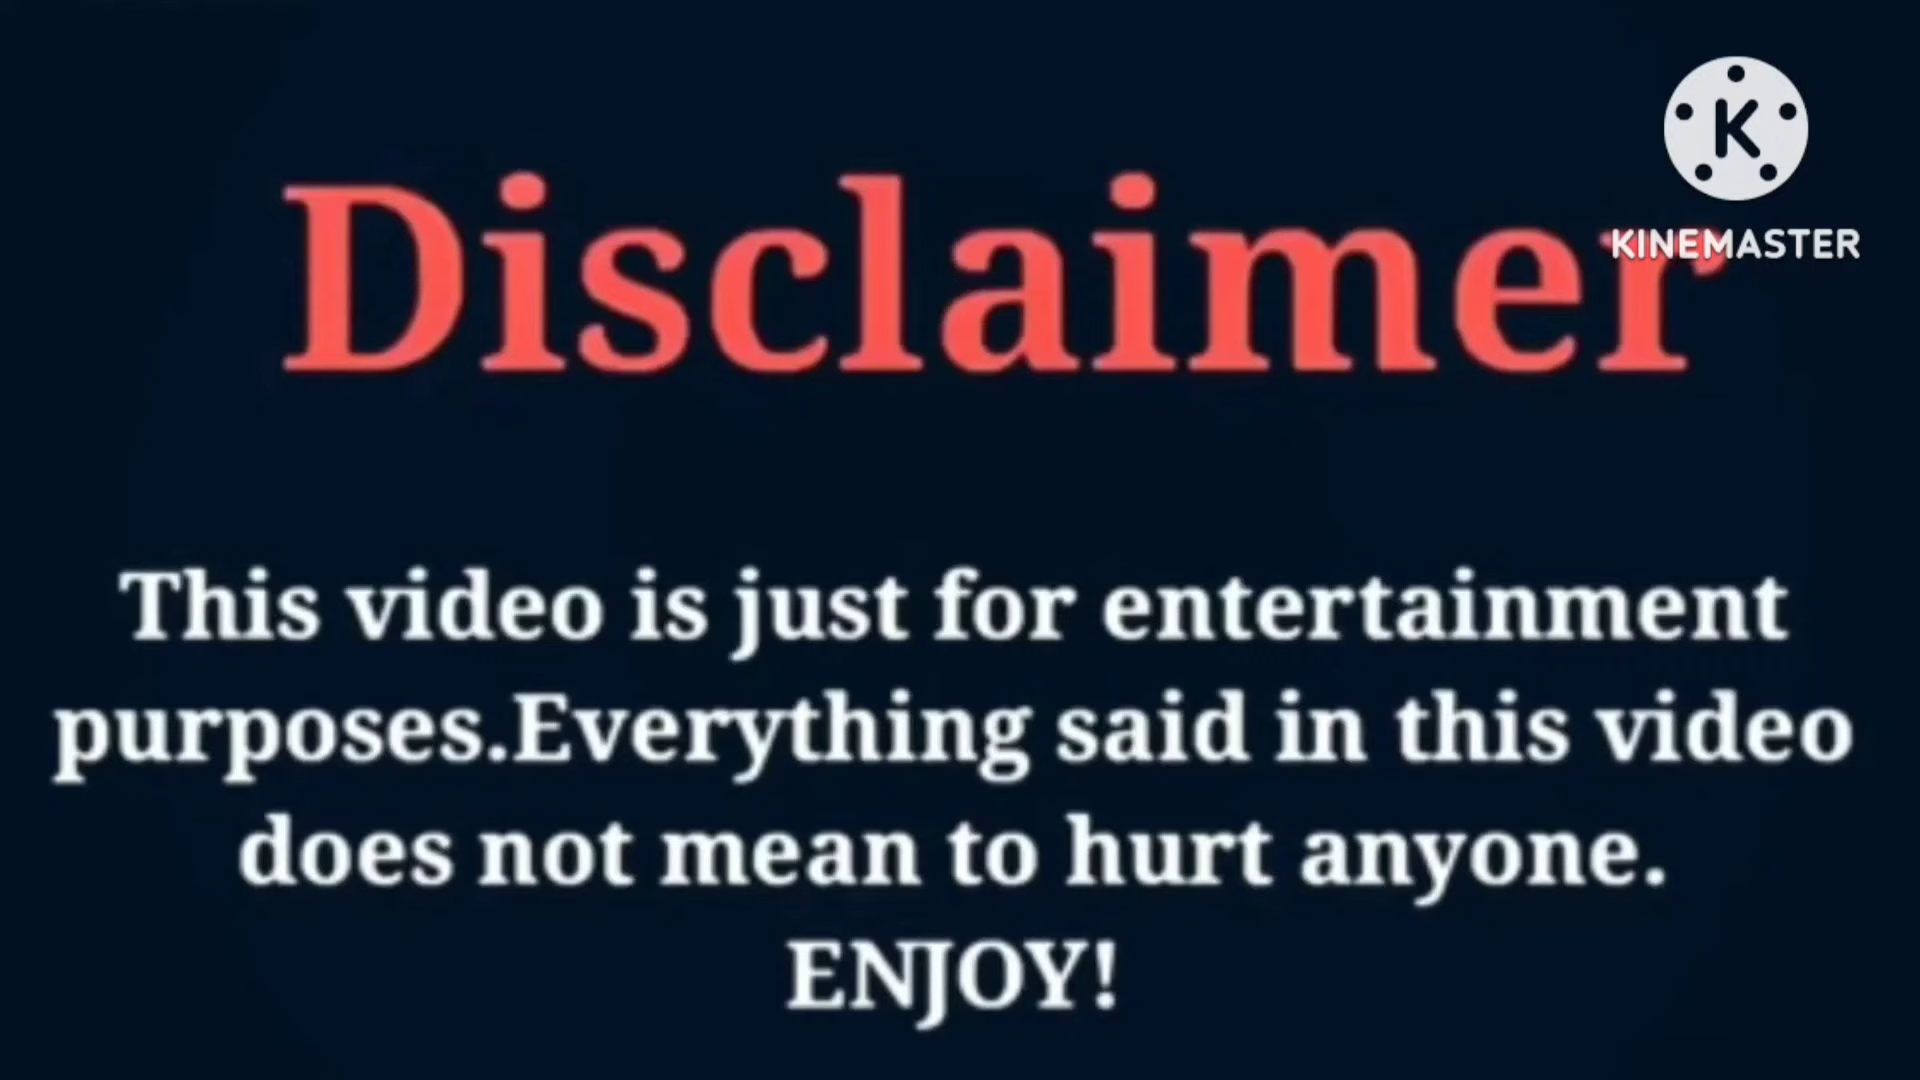 K
KINEMASTER
Disclaimer
This video is just for entertainment
purposes.Everything said in this video
does not mean to hurt anyone.
ENJOY!